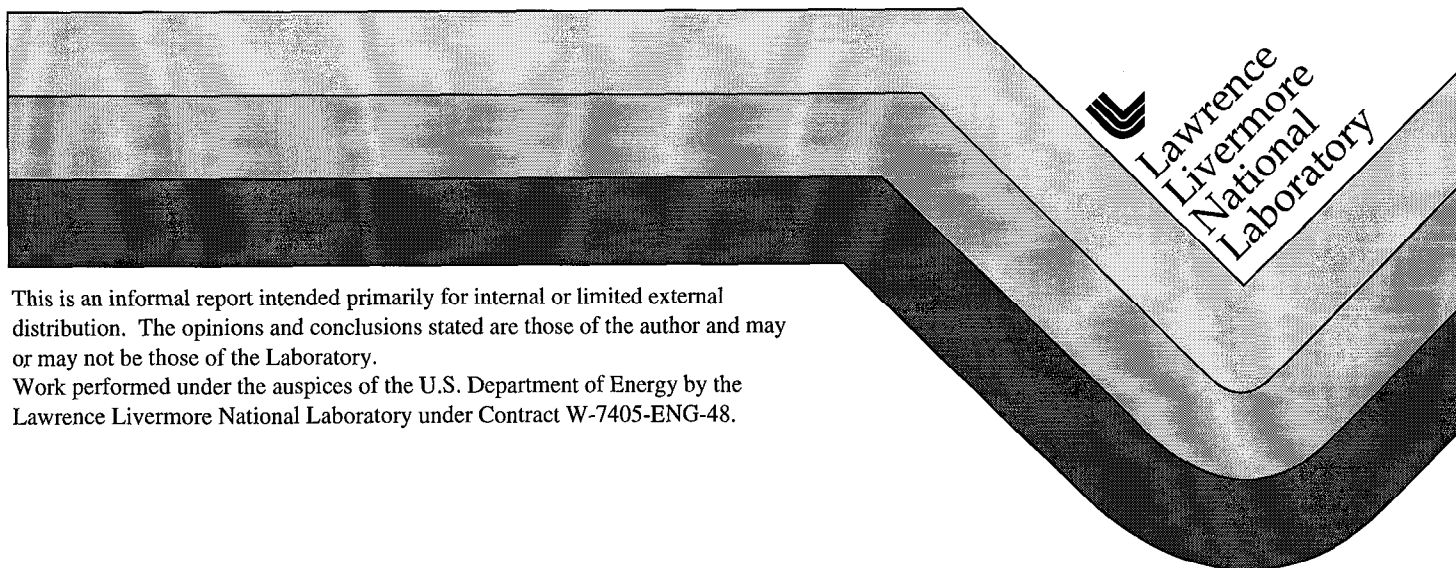 Lawrence
Livermore
National
Laboratory
This is an informal report intended primarily for internal or limited external
distribution. The opinions and conclusions stated are those of the author and may
or may not be those of the Laboratory.
Work performed under the auspices of the U.S. Department of Energy by the
Lawrence Livermore National Laboratory under Contract W-7405-ENG-48.